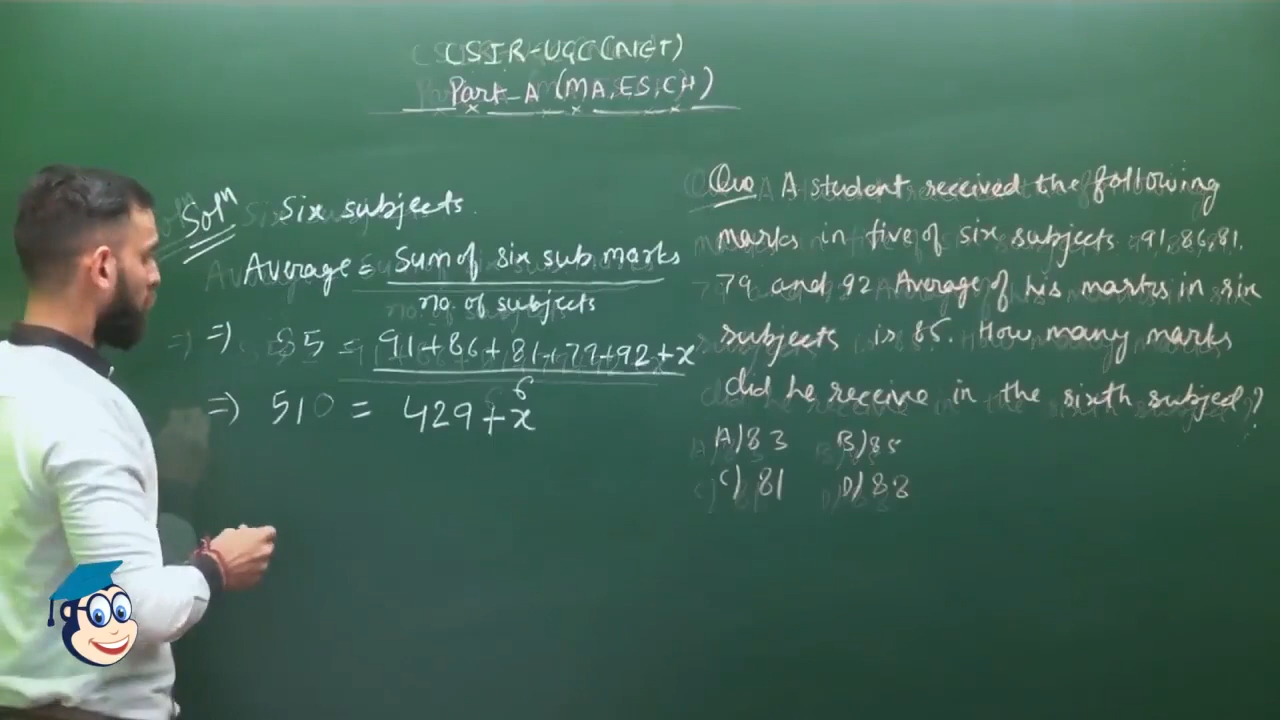 CSIR-UGC (NET)
Part-A (MA, ES, CH)
Solⁿ Six subjects.
Average = Sum of six sub marks
no. of subjects
=) 85 = 91+86+81+79+92+x
6
=) 510 = 429+x
Que A student received the following
marks in five of six subjects 91,86,81,
79 and 92 Average of his marks in six
subjects is 85. How many marks
did he receive in the sixth subject?
A) 83 B) 85
C) 81 D) 88